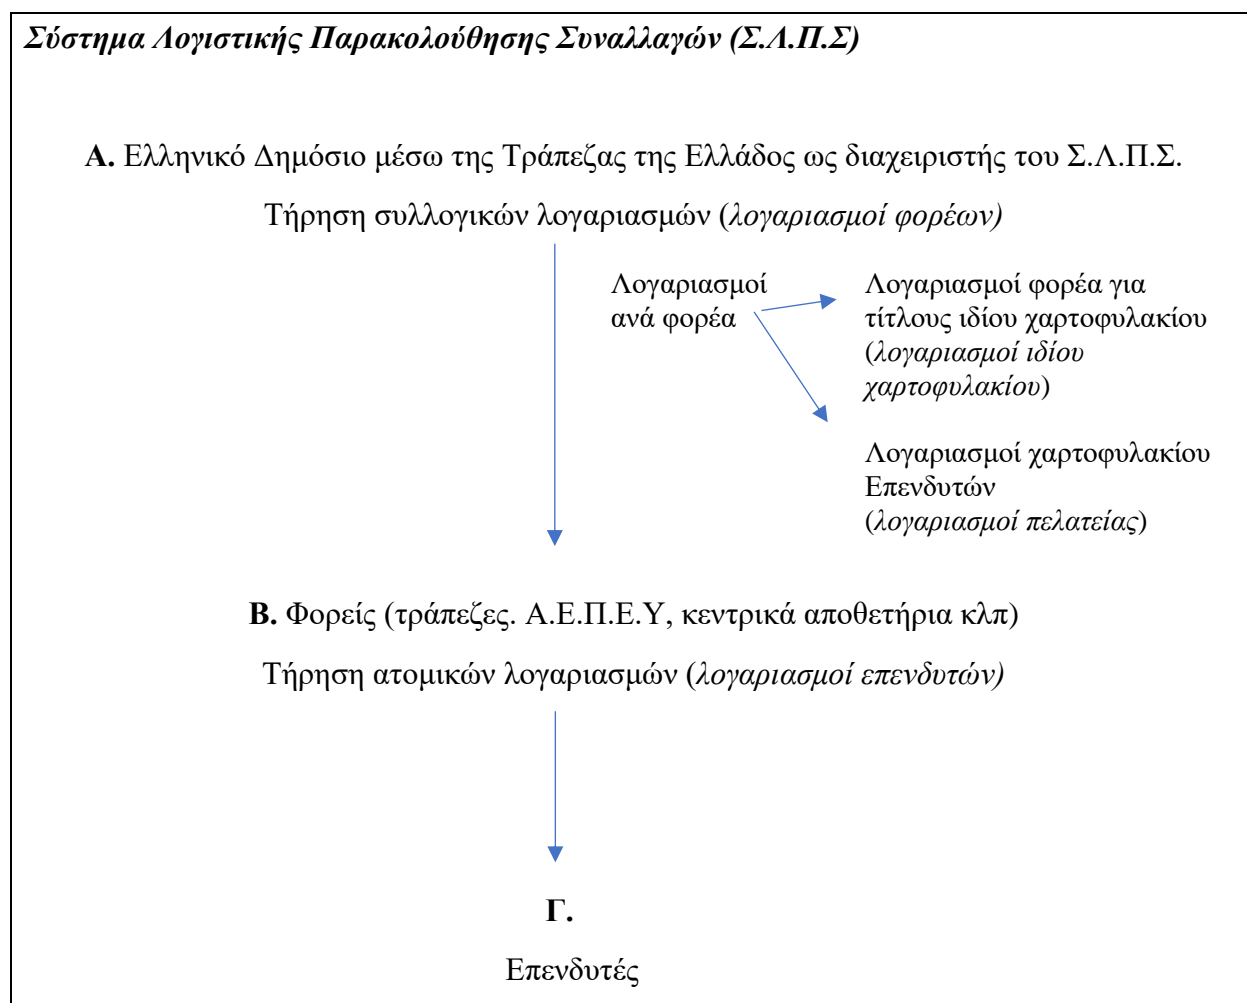 Σύστημα Λογιστικής Παρακολούθησης Συναλλαγών (Σ.Λ.Π.Σ)
Α. Ελληνικό Δημόσιο μέσω της Τράπεζας της Ελλάδος ως διαχειριστής του Σ.Λ.Π.Σ.
Τήρηση συλλογικών λογαριασμών (λογαριασμοί φορέων)
Λογαριασμοί
ανά φορέα
Λογαριασμοί φορέα για
τίτλους ιδίου χαρτοφυλακίου
(λογαριασμοί ιδίου
χαρτοφυλακίου)
Λογαριασμοί χαρτοφυλακίου
Επενδυτών
(λογαριασμοί πελατείας)
Β. Φορείς (τράπεζες. Α.Ε.Π.Ε.Υ, κεντρικά αποθετήρια κλπ)
Τήρηση ατομικών λογαριασμών (λογαριασμοί επενδυτών)
Γ.
Επενδυτές